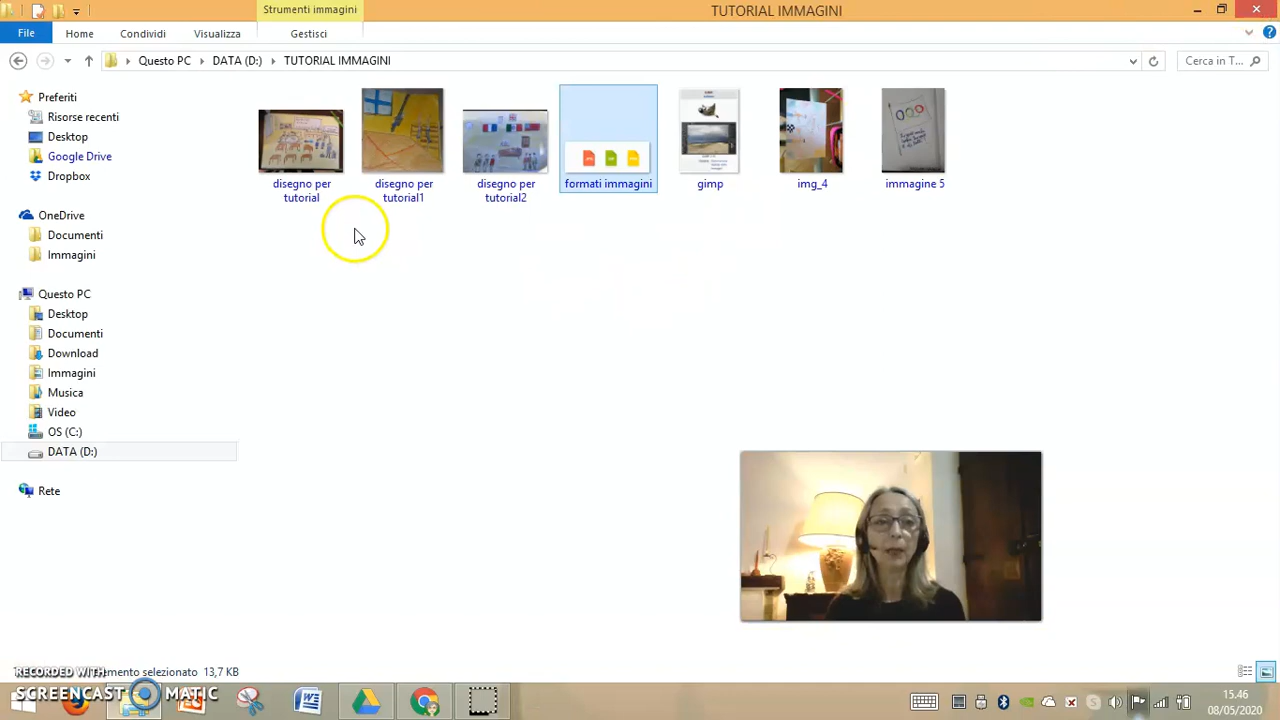 Strumenti immagini
TUTORIAL IMMAGINI
File
Home
Condividi
Visualizza
Gestisci
Questo PC
DATA (D:)
TUTORIAL IMMAGINI
Cerca in T...
Preferiti
Risorse recenti
Desktop
Google Drive
Dropbox
OneDrive
Documenti
Immagini
Questo PC
Desktop
Documenti
Download
Immagini
Musica
Video
OS (C:)
DATA (D:)
Rete
disegno per
tutorial
disegno per
tutorial1
disegno per
tutorial2
formati immagini
gimp
img_4
immagine 5
selezionato 13,7 KB
RECORDED WITH
SCREENCAST MATIC
15.46
08/05/2020